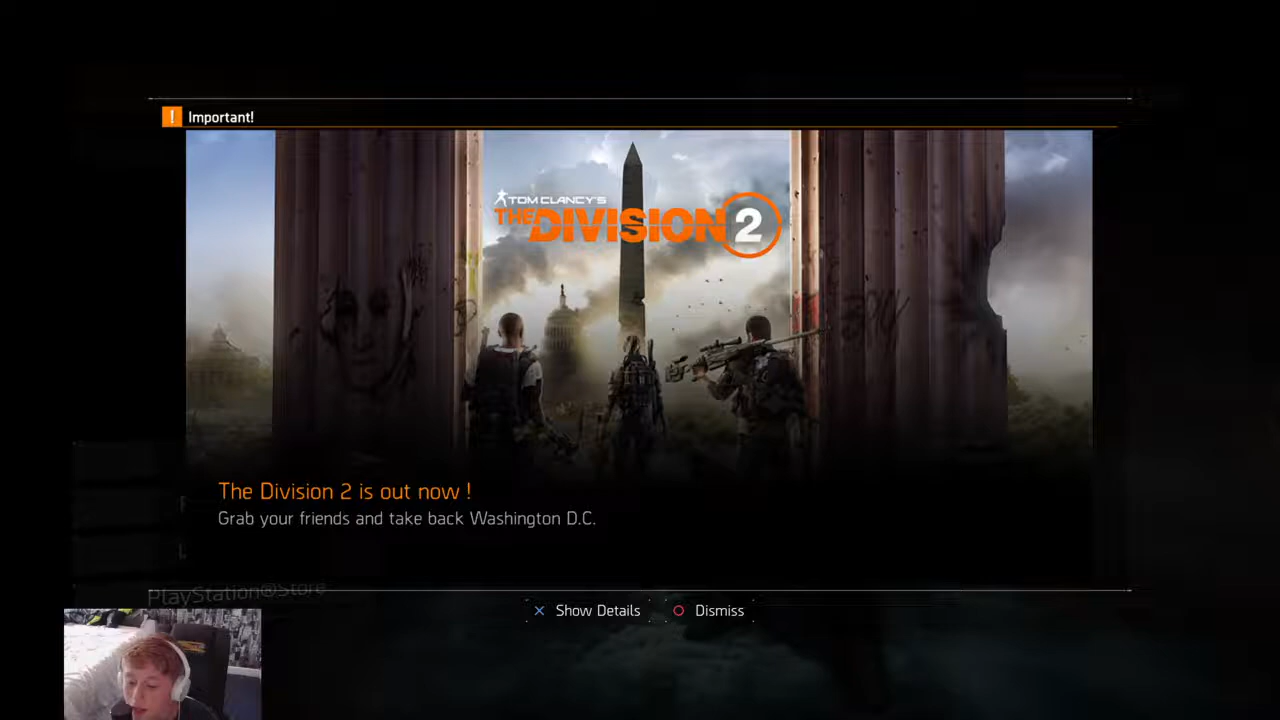 ! Important!
TOM CLANCY'S
THE DIVISION 2
The Division 2 is out now !
Grab your friends and take back Washington D.C.
PlayStation®Store
Show Details
Dismiss